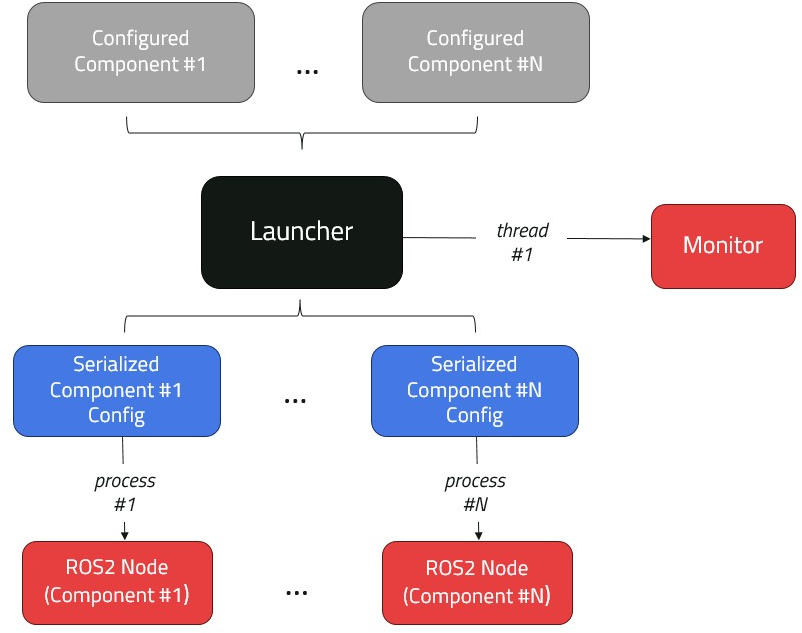 Configured
Component #1
...
Configured
Component #N
Launcher
thread
#1
Monitor
Serialized
Component #1
Config
...
Serialized
Component #N
Config
process
#1
process
#N
ROS2 Node
(Component #1)
...
ROS2 Node
(Component #N)